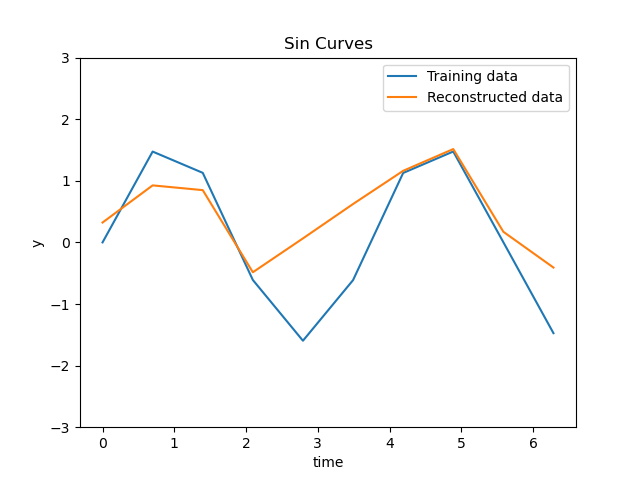 Sin Curves
Training data
Reconstructed data
3
2
1
0
−1
−2
−3
y
0 1 2 3 4 5 6
time